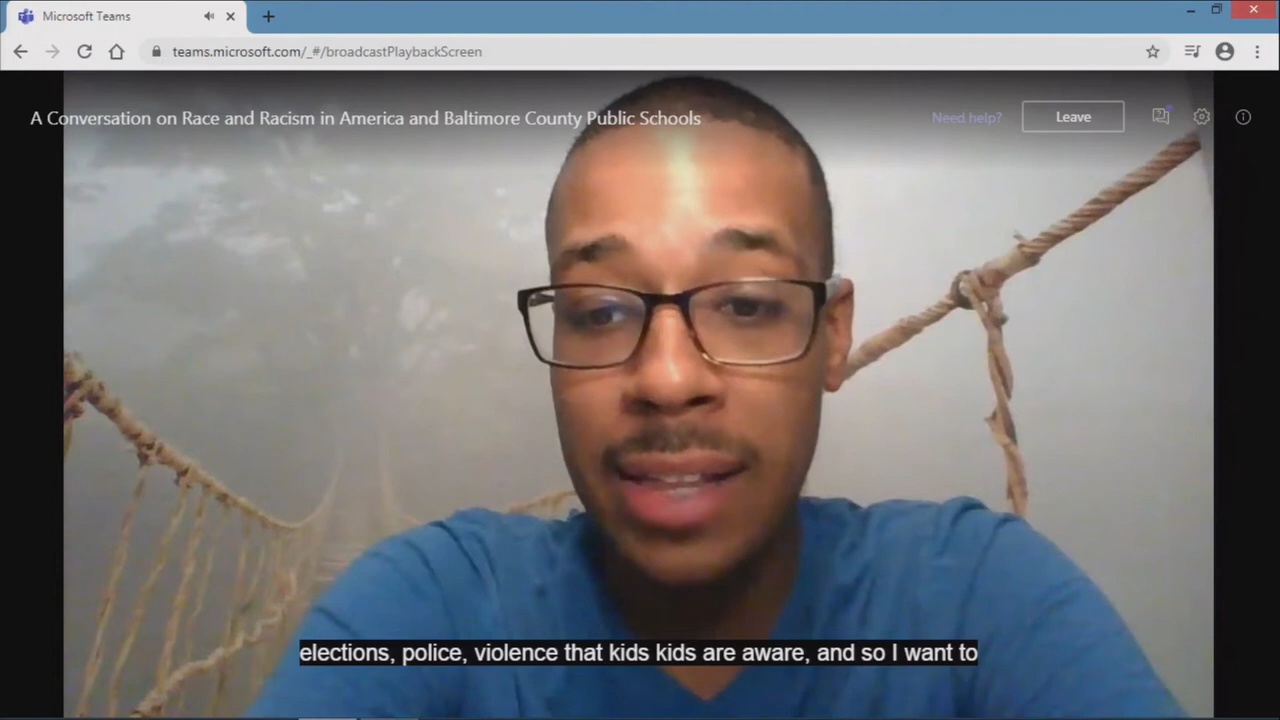 Microsoft Teams
teams.microsoft.com/_#/broadcastPlaybackScreen
A Conversation on Race and Racism in America and Baltimore County Public Schools
Need help?
Leave
elections, police, violence that kids kids are aware, and so I want to